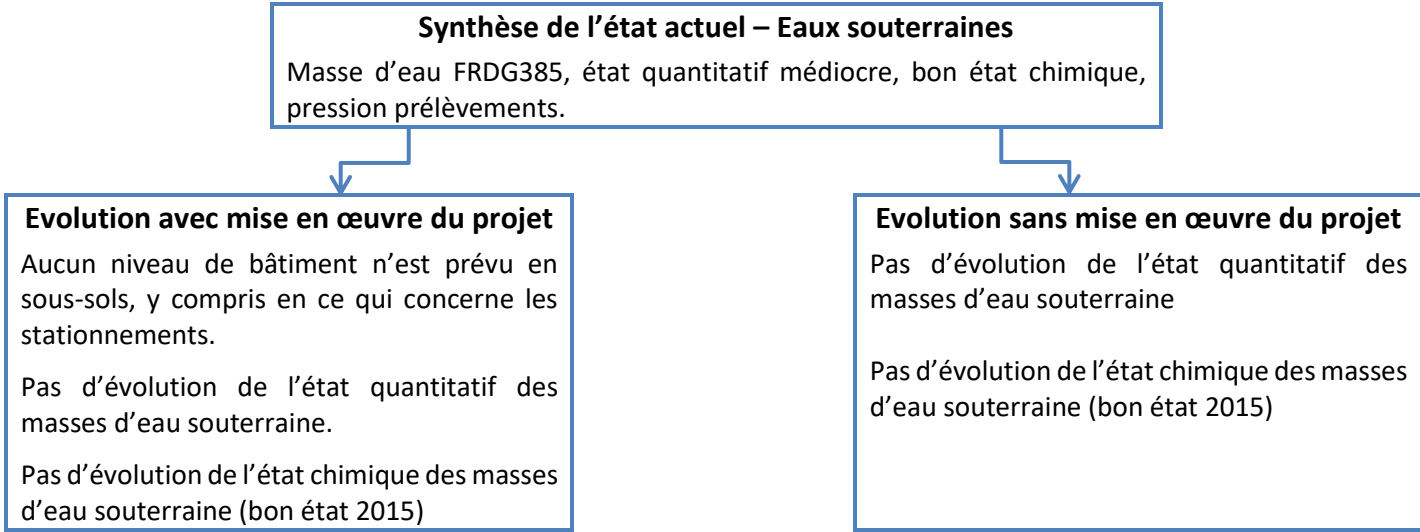 Synthèse de l’état actuel – Eaux souterraines
Masse d’eau FRDG385, état quantitatif médiocre, bon état chimique,
pression prélèvements.
Evolution avec mise en œuvre du projet
Aucun niveau de bâtiment n’est prévu en
sous-sols, y compris en ce qui concerne les
stationnements.
Pas d’évolution de l’état quantitatif des
masses d’eau souterraine.
Pas d’évolution de l’état chimique des masses
d’eau souterraine (bon état 2015)
Evolution sans mise en œuvre du projet
Pas d’évolution de l’état quantitatif des
masses d’eau souterraine
Pas d’évolution de l’état chimique des masses
d’eau souterraine (bon état 2015)